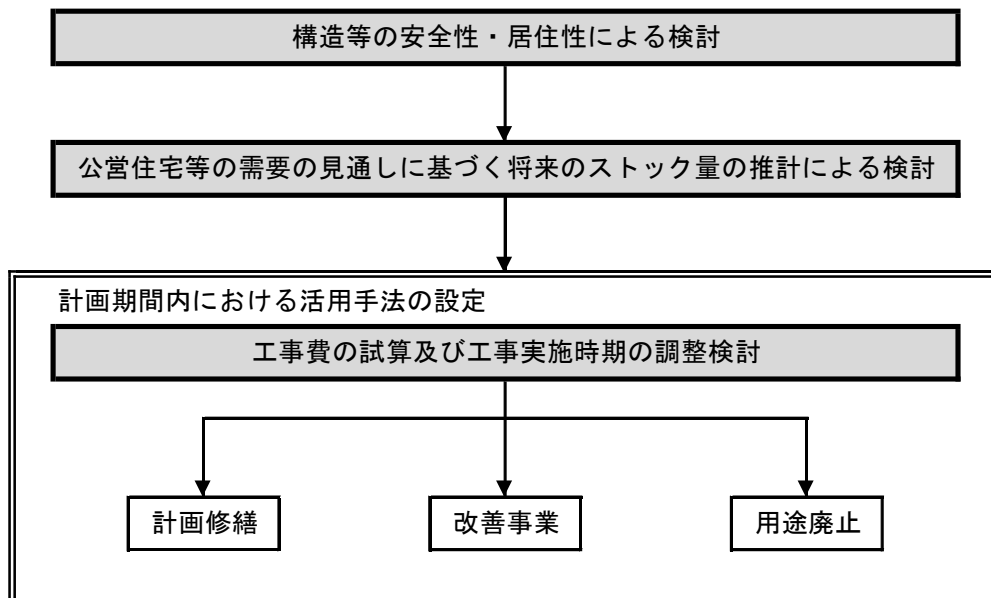 構造等の安全性・居住性による検討
公営住宅等の需要の見通しに基づく将来のストック量の推計による検討
計画期間内における活用手法の設定
工事費の試算及び工事実施時期の調整検討
計画修繕
改善事業
用途廃止